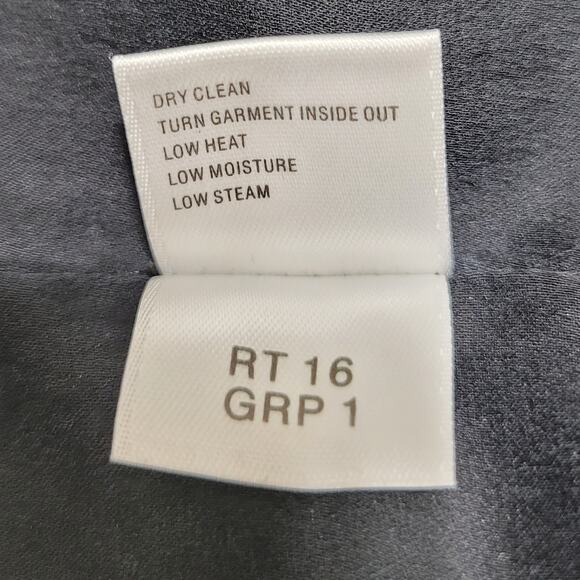 DRY CLEAN
TURN GARMENT INSIDE OUT
LOW HEAT
LOW MOISTURE
LOW STEAM
RT 16
GRP 1